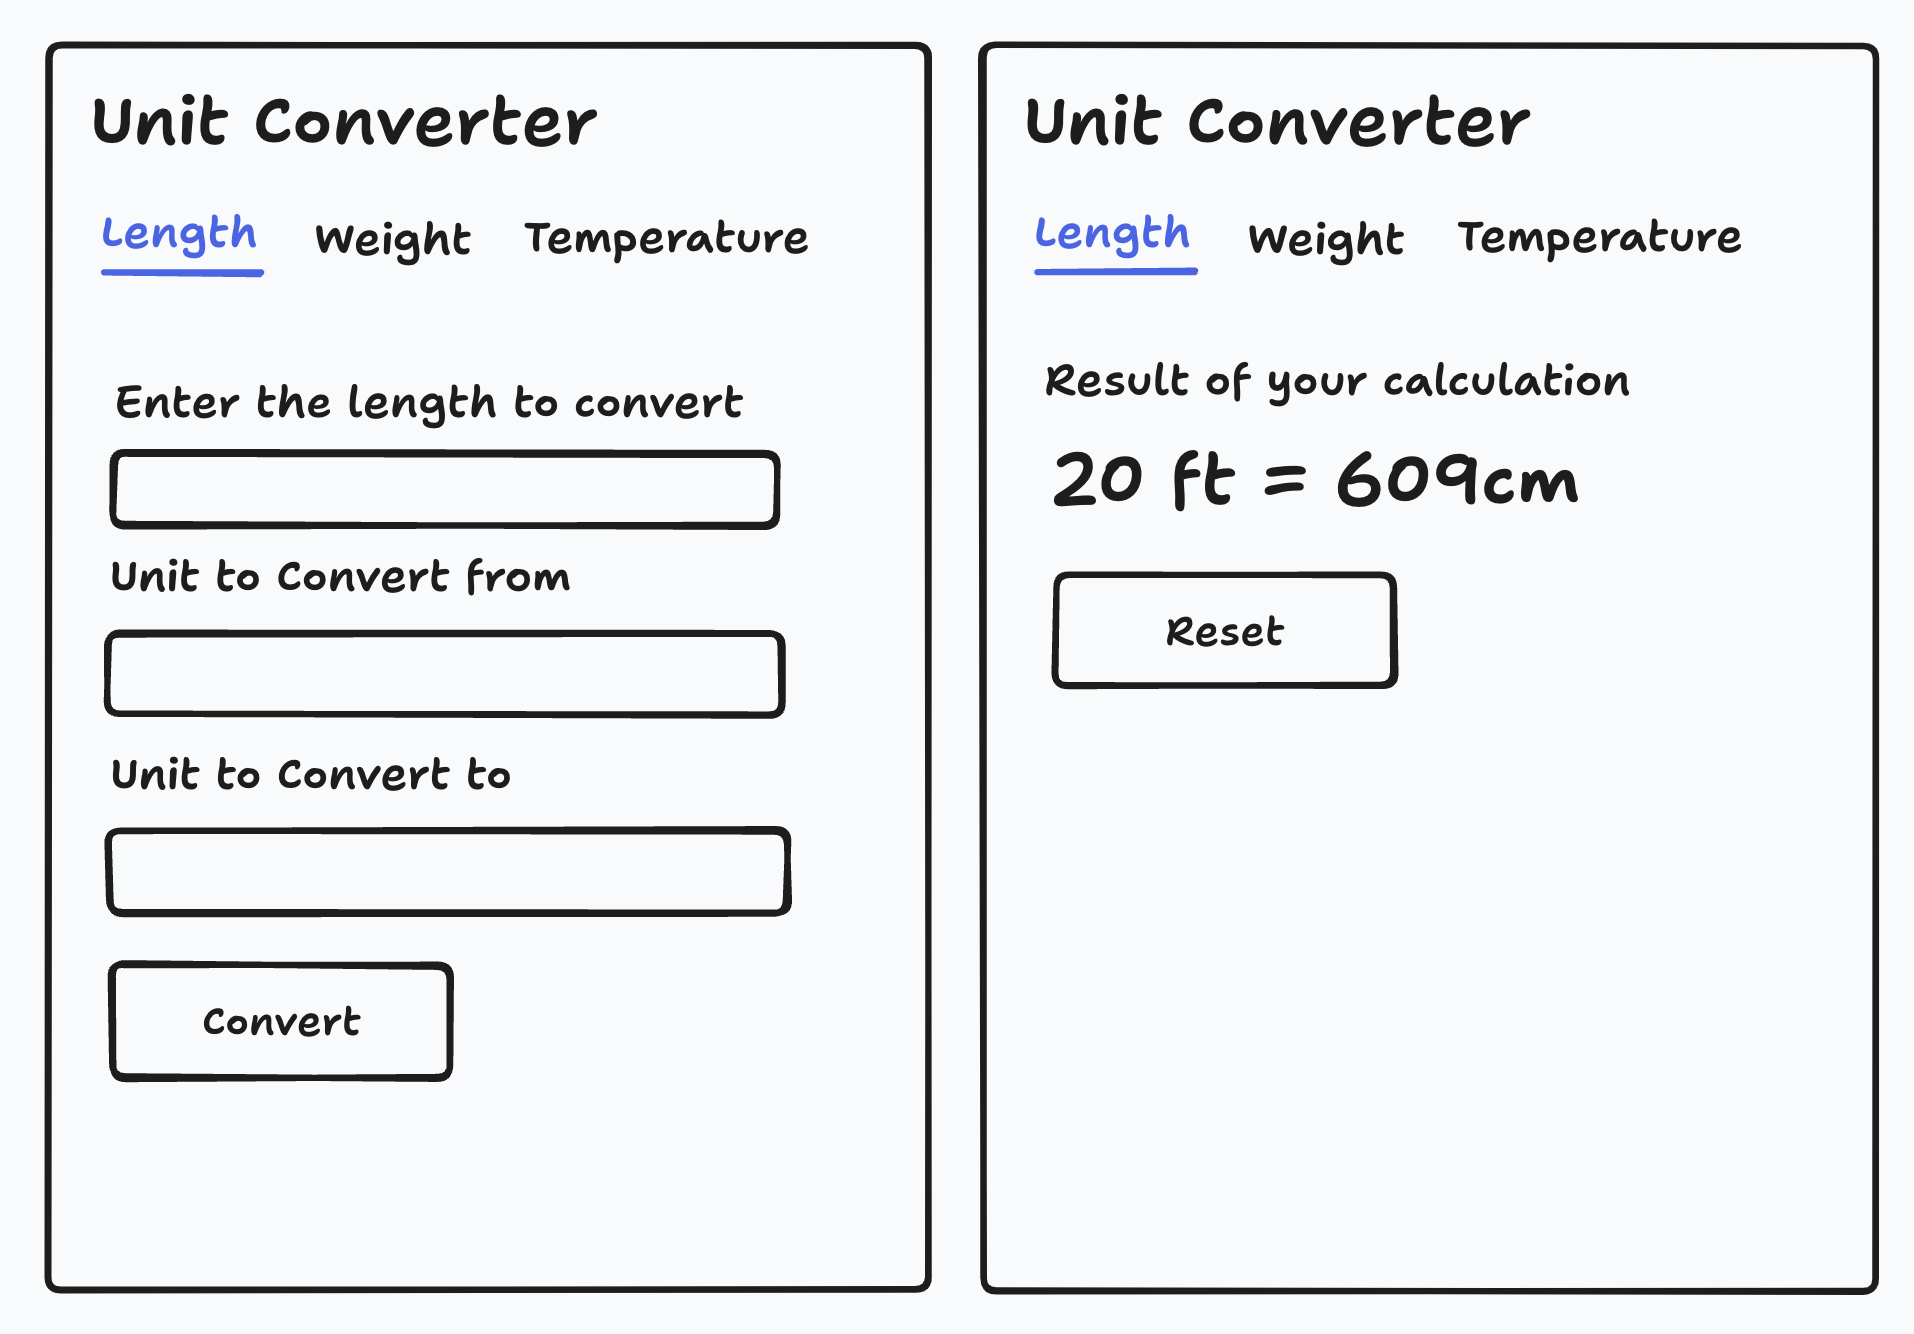 Unit Converter
Length Weight Temperature
Enter the length to convert
Unit to Convert from
Unit to Convert to
Convert
Unit Converter
Length Weight Temperature
Result of your calculation
20 ft = 609cm
Reset